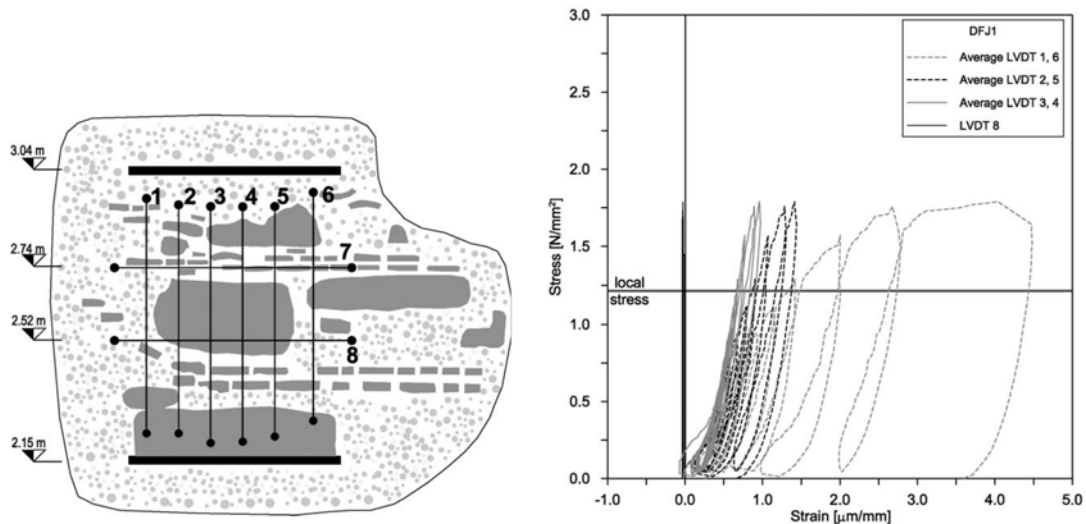 3.04 m
2.74 m
2.52 m
2.15 m
1
2
3
4
5
6
7
8
DFJ1
Average LVDT 1, 6
Average LVDT 2, 5
Average LVDT 3, 4
LVDT 8
Stress [N/mm²]
3.0
2.5
2.0
1.5
1.0
0.5
0.0
local
stress
-1.0
0.0
1.0
2.0
3.0
4.0
5.0
Strain [μm/mm]